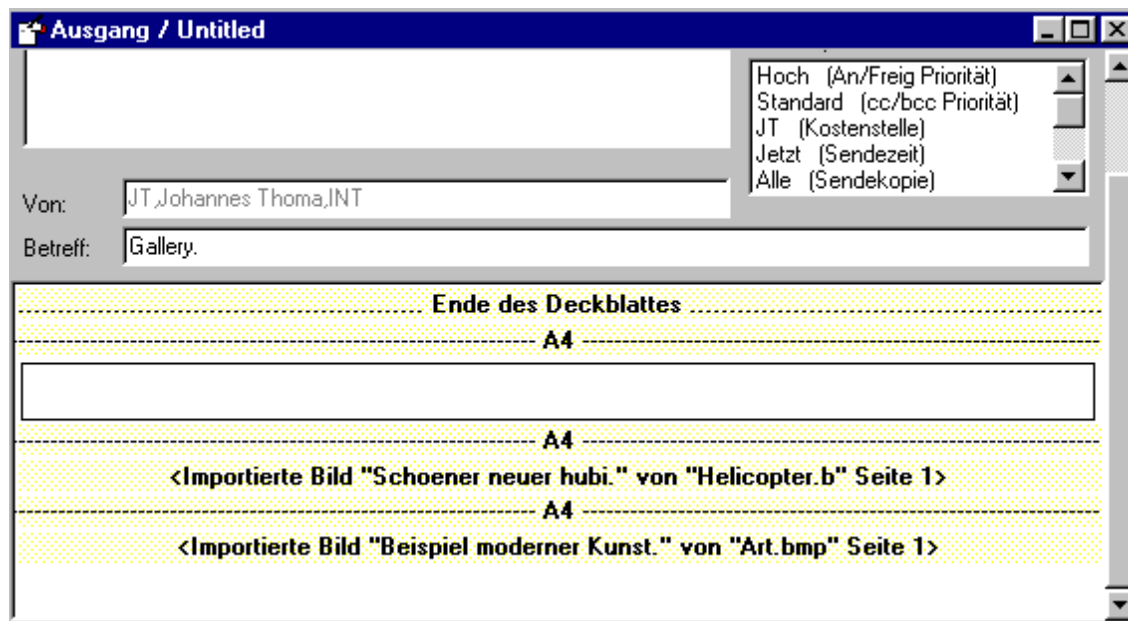 Ausgang / Untitled
Hoch (An/Freig Priorität)
Standard (cc/bcc Priorität)
JT (Kostenstelle)
Jetzt (Sendezeit)
Alle (Sendekopie)
Von: JT,Johannes Thoma,INT
Betreff: Gallery.
Ende des Deckblattes
A4
A4
<Importierte Bild "Schoener neuer hubi." von "Helicopter.b" Seite 1>
A4
<Importierte Bild "Beispiel moderner Kunst." von "Art.bmp" Seite 1>